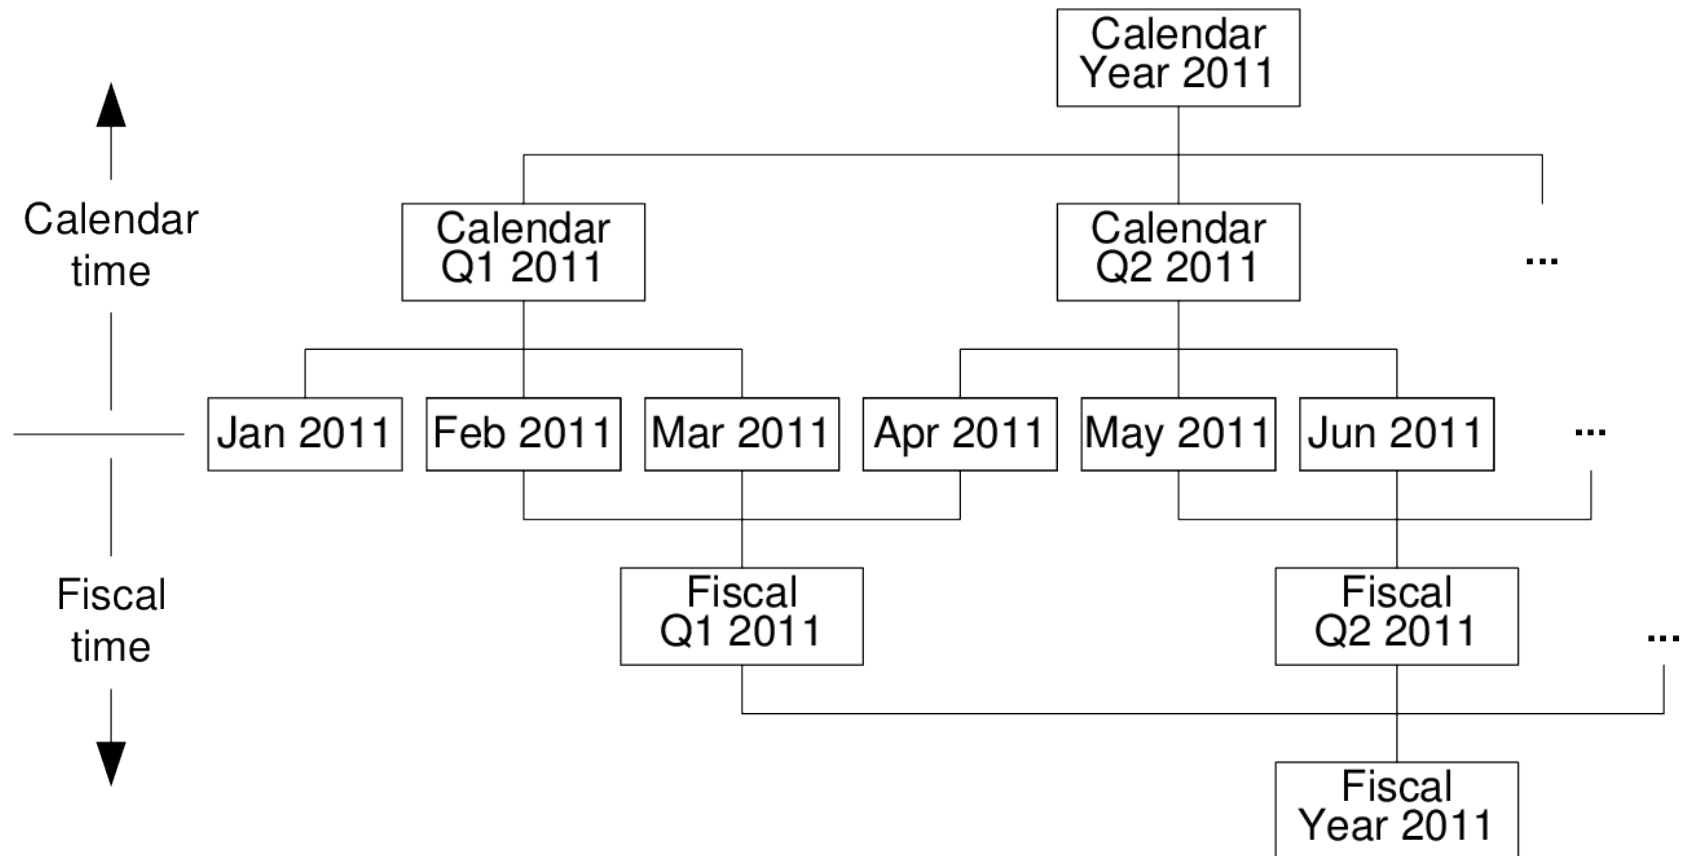 Calendar
Year 2011
Calendar
time
Calendar
Q1 2011
Calendar
Q2 2011
...
Jan 2011
Feb 2011
Mar 2011
Apr 2011
May 2011
Jun 2011
...
Fiscal
time
Fiscal
Q1 2011
Fiscal
Q2 2011
...
Fiscal
Year 2011